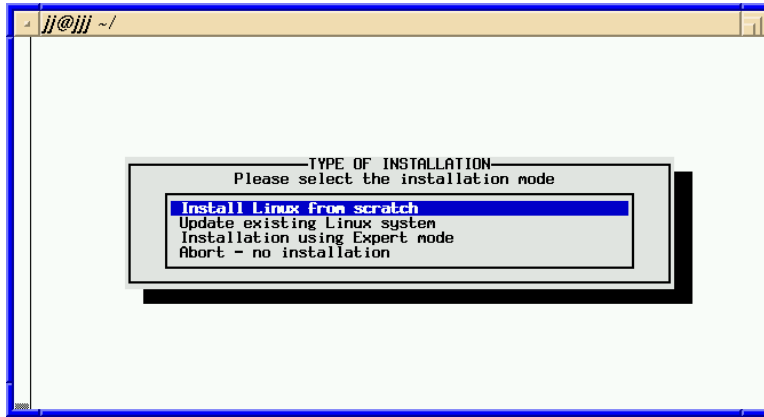 jj@jjj ~/
TYPE OF INSTALLATION
Please select the installation mode
Install Linux from scratch
Update existing Linux system
Installation using Expert mode
Abort - no installation